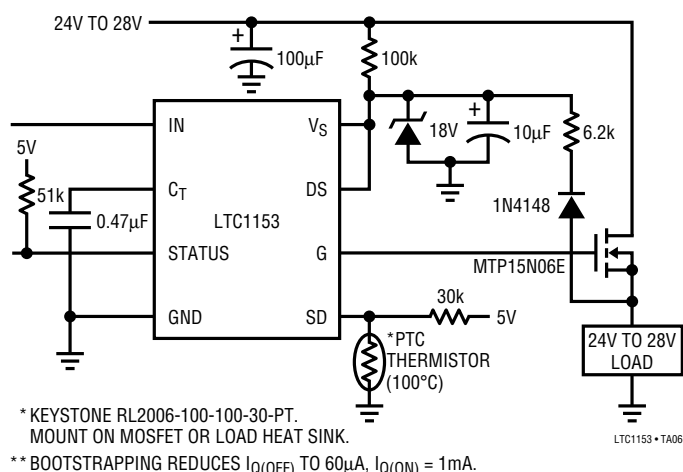 24V TO 28V
+
100µF
100k
IN
VS
+
18V
10µF
6.2k
5V
51k
CT
DS
1N4148
0.47µF
LTC1153
STATUS
G
MTP15N06E
30k
GND
SD
5V
*PTC
THERMISTOR
(100°C)
24V TO 28V
LOAD
LTC1153 • TA06
* KEYSTONE RL2006-100-100-30-PT.
MOUNT ON MOSFET OR LOAD HEAT SINK.
** BOOTSTRAPPING REDUCES IQ(OFF) TO 60µA, IQ(ON) = 1mA.